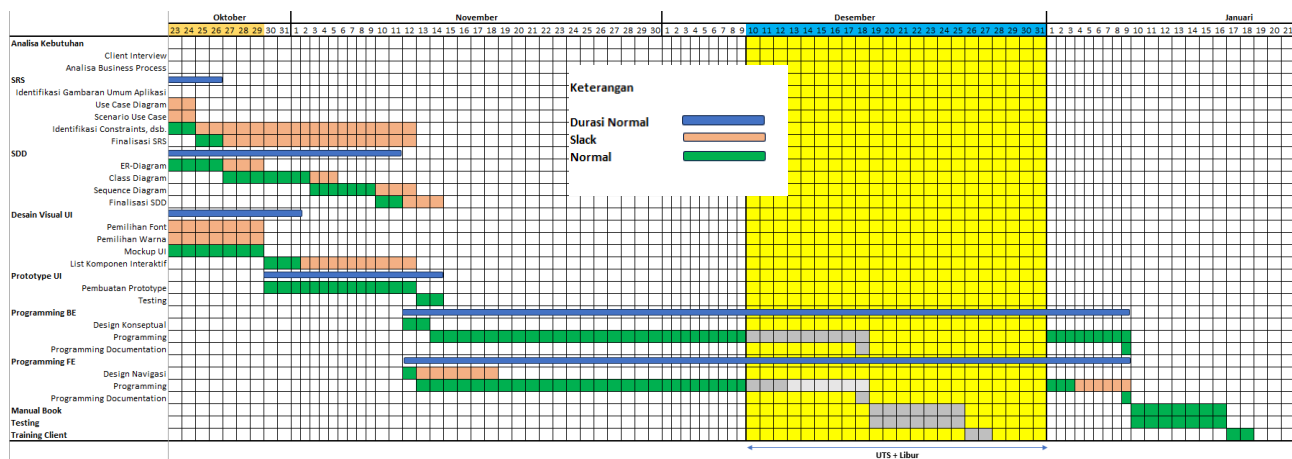 Oktober November Desember Januari
23 24 25 26 27 28 29 30 31 1 2 3 4 5 6 7 8 9 10 11 12 13 14 15 16 17 18 19 20 21 22 23 24 25 26 27 28 29 30 1 2 3 4 5 6 7 8 9 10 11 12 13 14 15 16 17 18 19 20 21 22 23 24 25 26 27 28 29 30 31 1 2 3 4 5 6 7 8 9 10 11 12 13 14 15 16 17 18 19 20 21
Analisa Kebutuhan
Client Interview
Analisa Business Process
SRS
Identifikasi Gambaran Umum Aplikasi
Use Case Diagram
Scenario Use Case
Identifikasi Constraints, dsb.
Finalisasi SRS
SDD
ER-Diagram
Class Diagram
Sequence Diagram
Finalisasi SDD
Desain Visual UI
Pemilihan Font
Pemilihan Warna
Mockup UI
List Komponen Interaktif
Prototype UI
Pembuatan Prototype
Testing
Programming BE
Design Konseptual
Programming
Programming Documentation
Programming FE
Design Navigasi
Programming
Programming Documentation
Manual Book
Testing
Training Client
Keterangan
Durasi Normal
Slack
Normal
UTS + Libur